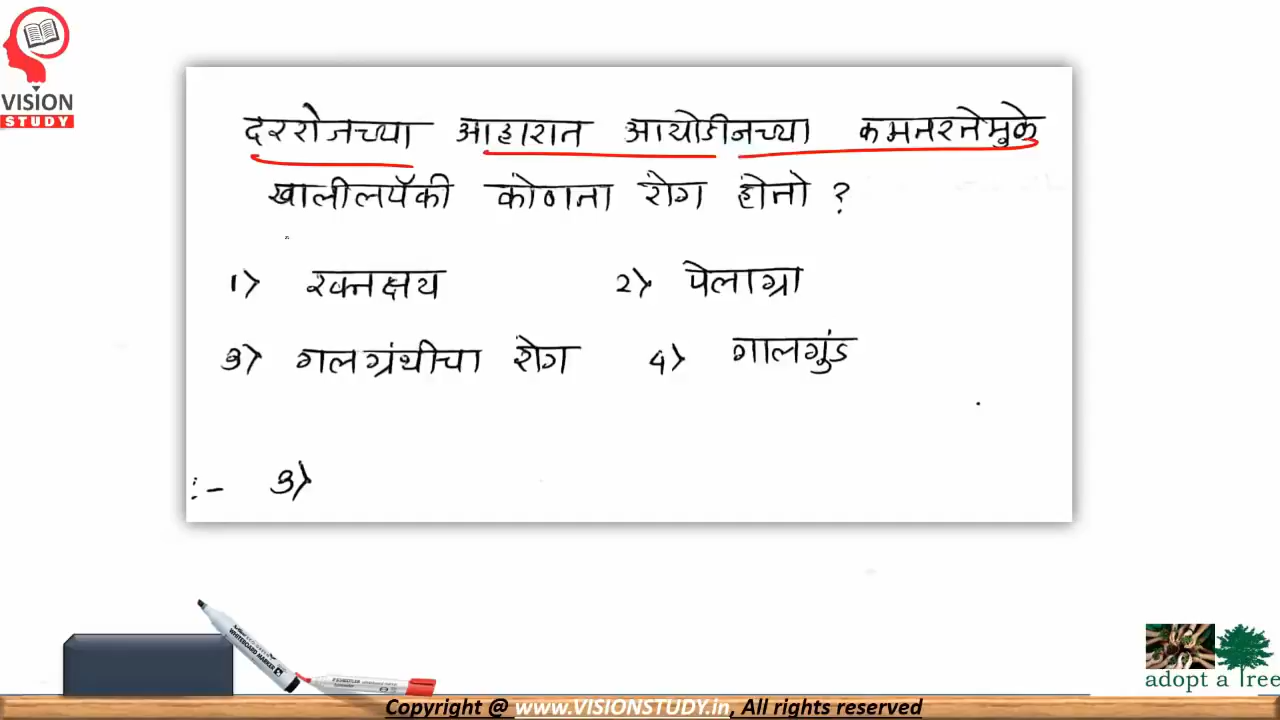 VISION
STUDY
दररोजच्या आहारात आयोडीनच्या कमतरतेमुळे
खालीलपैकी कोणता रोग होतो ?
1) रक्तक्षय 2) पेलाग्रा
3) गलग्रंथीचा रोग 4) गालगुंड
:- 3)
adopt a Tree
Copyright @ www.VISIONSTUDY.in, All rights reserved